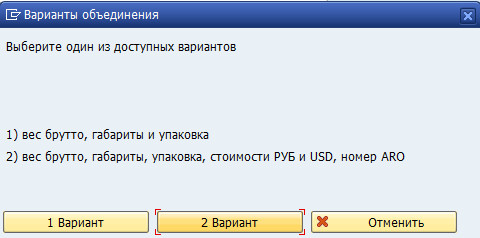 Варианты объединения
Выберите один из доступных вариантов
1) вес брутто, габариты и упаковка
2) вес брутто, габариты, упаковка, стоимости РУБ и USD, номер ARO
1 Вариант
2 Вариант
Отменить